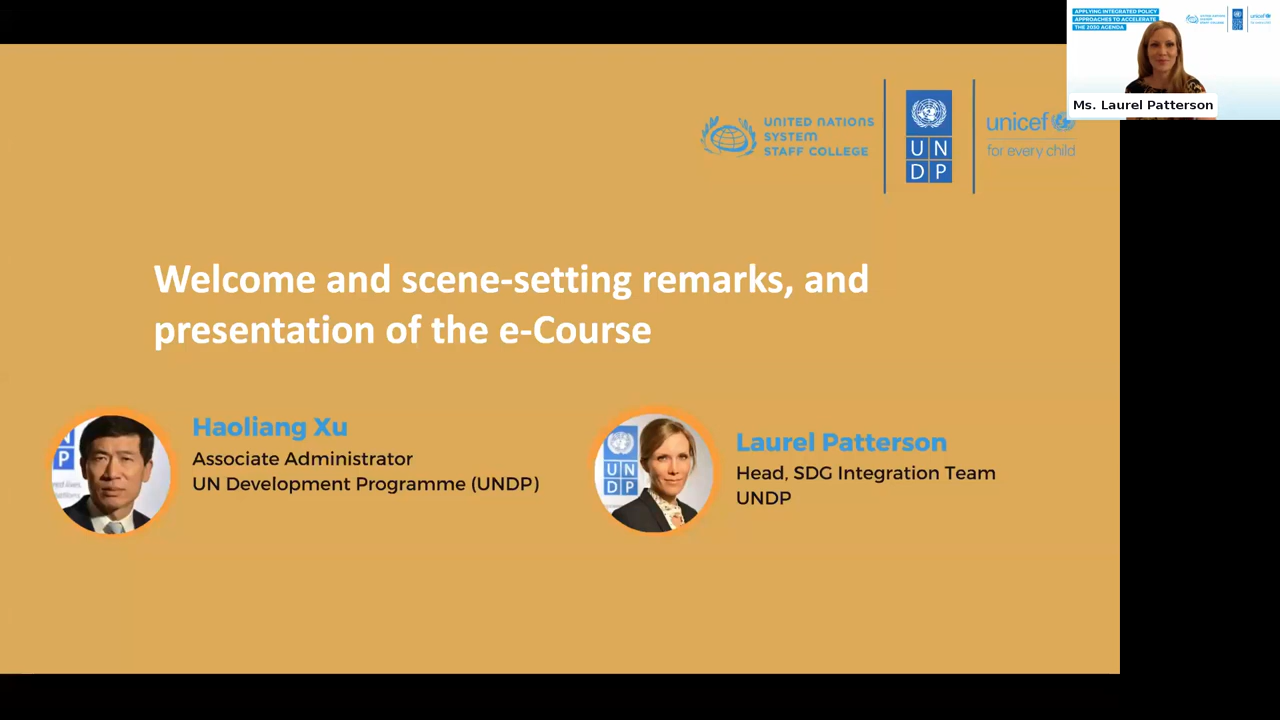 APPLYING INTEGRATED POLICY
APPROACHES TO ACCELERATE
THE 2030 AGENDA
unicef
Ms. Laurel Patterson
UNITED NATIONS
SYSTEM
STAFF COLLEGE
U N
D P
unicef
for every child
Welcome and scene-setting remarks, and
presentation of the e-Course
Haoliang Xu
Associate Administrator
UN Development Programme (UNDP)
Laurel Patterson
Head, SDG Integration Team
UNDP
U N
D P